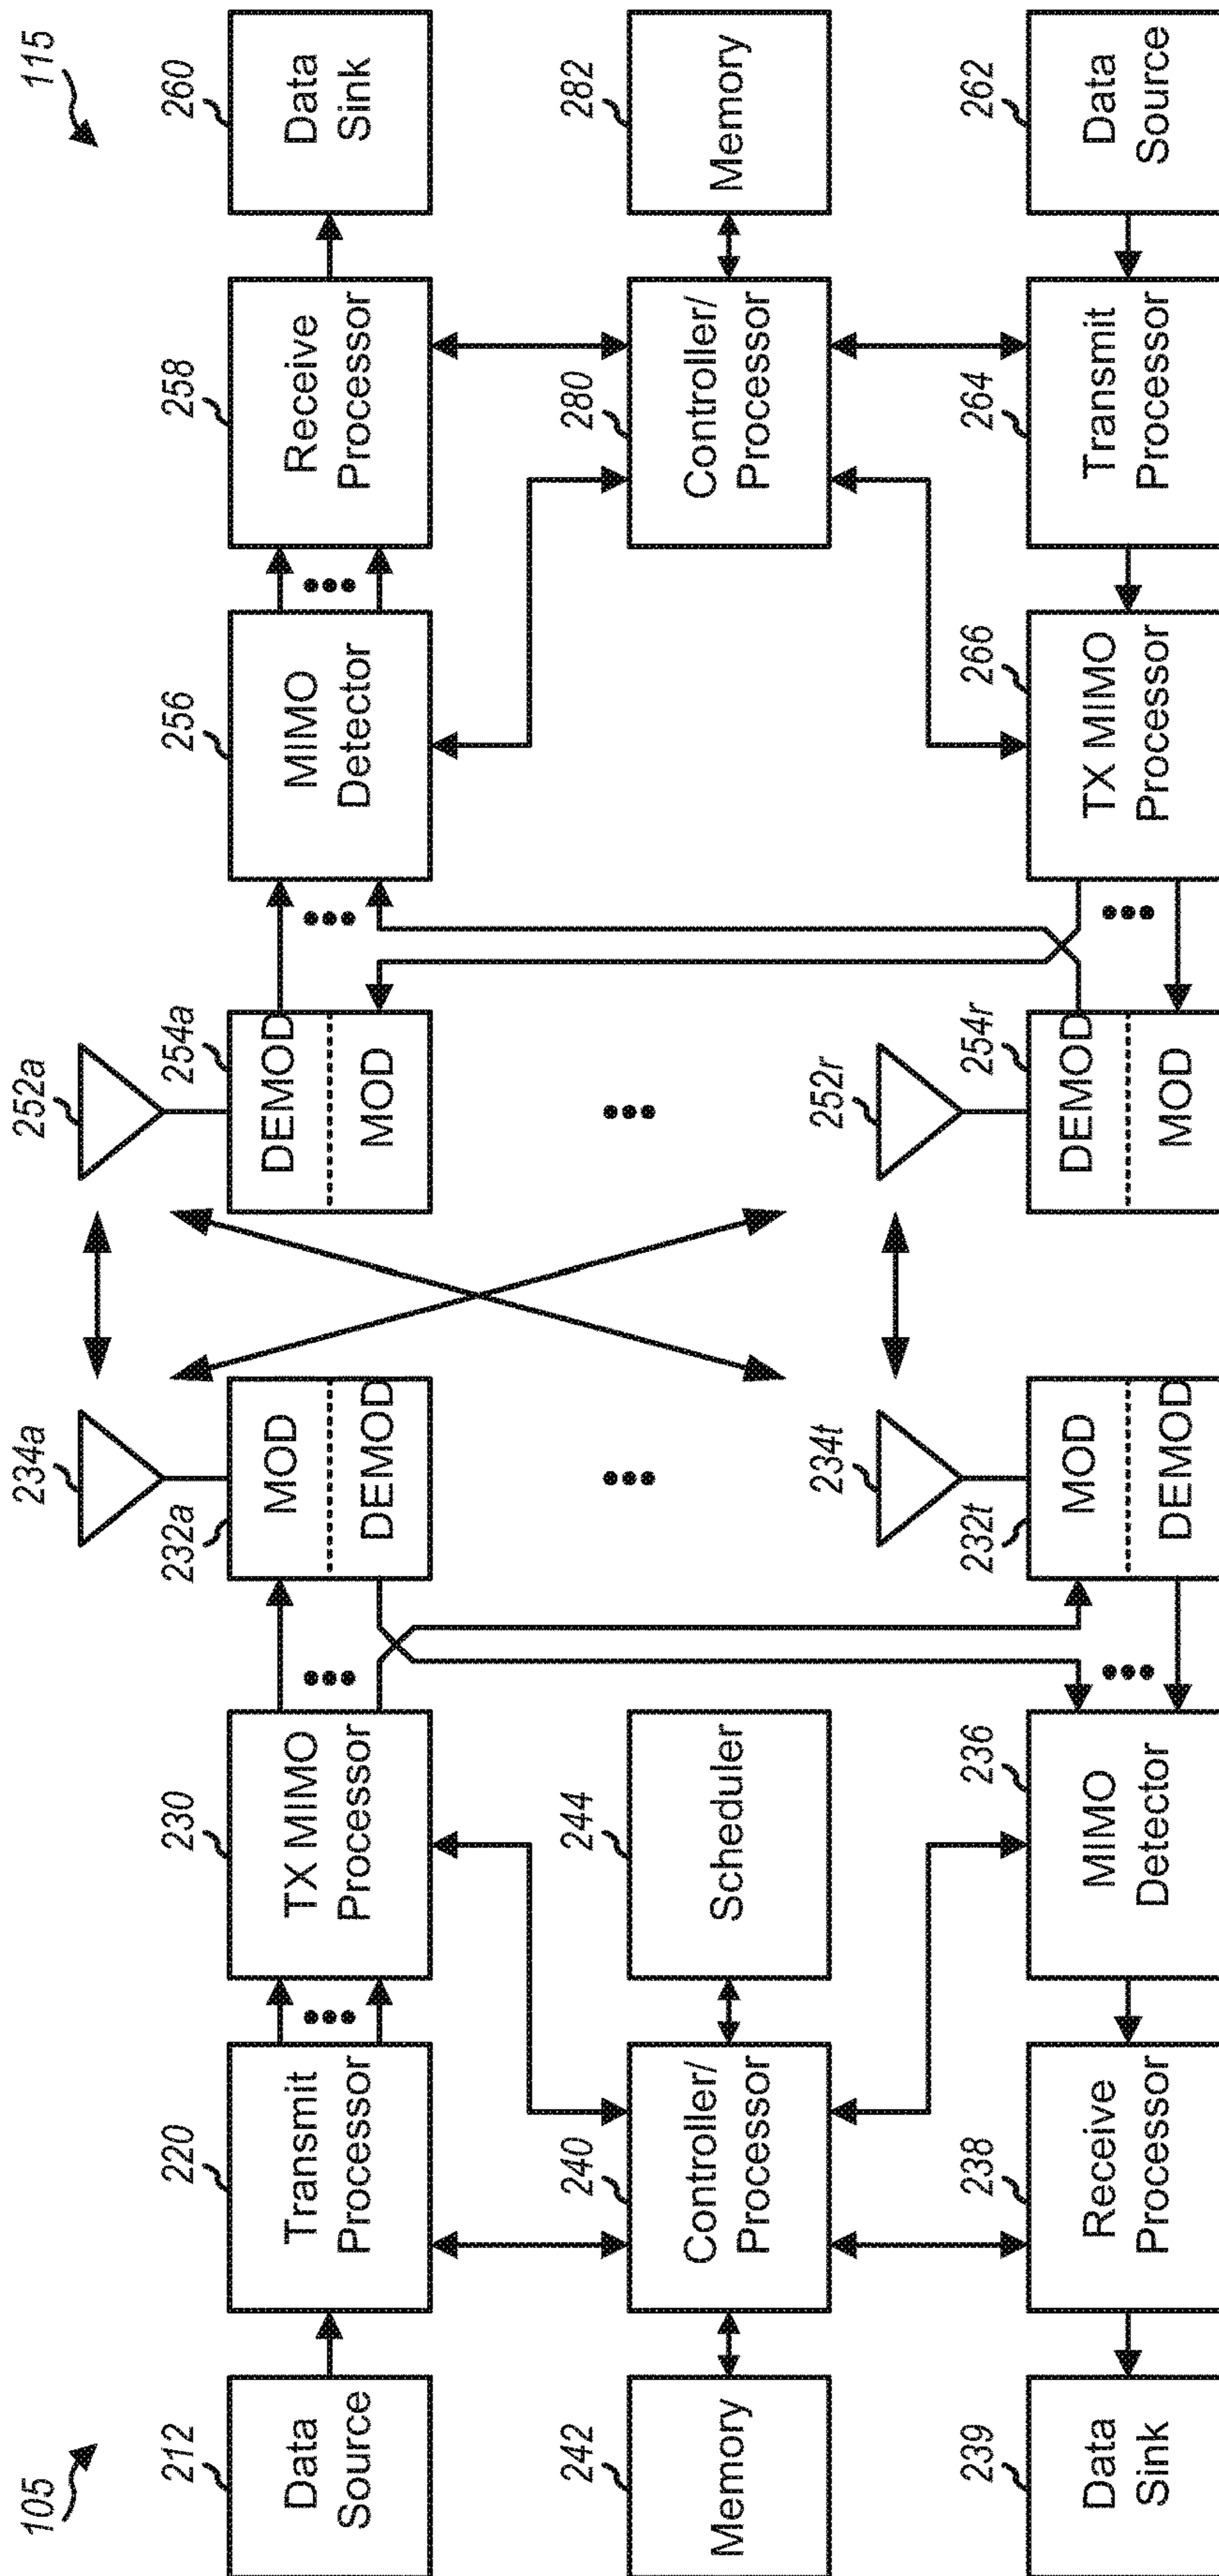 105
115
212
Data
Source
220
Transmit
Processor
230
TX MIMO
Processor
234a
232a
MOD
DEMOD
252a
254a
DEMOD
MOD
256
MIMO
Detector
258
Receive
Processor
260
Data
Sink
242
Memory
240
Controller/
Processor
244
Scheduler
280
Controller/
Processor
282
Memory
239
Data
Sink
238
Receive
Processor
236
MIMO
Detector
234t
232t
MOD
DEMOD
252r
254r
DEMOD
MOD
266
TX MIMO
Processor
264
Transmit
Processor
262
Data
Source